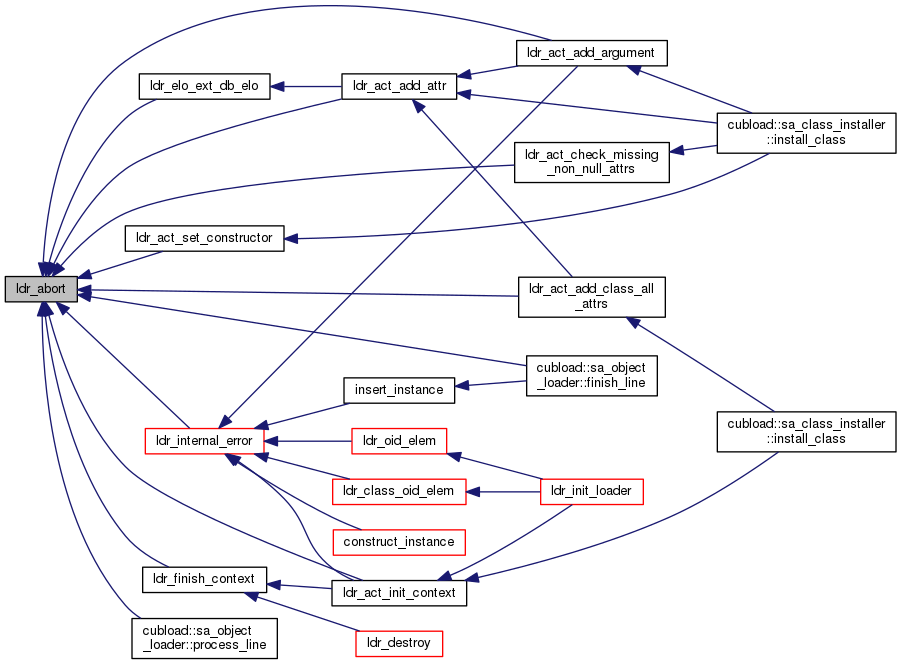 ldr_act_add_argument
ldr_elo_ext_db_elo
ldr_act_add_attr
cubload::sa_class_installer
::install_class
ldr_act_check_missing
_non_null_attrs
ldr_act_set_constructor
ldr_abort
ldr_act_add_class_all
_attrs
cubload::sa_object
_loader::finish_line
insert_instance
ldr_internal_error
ldr_oid_elem
cubload::sa_class_installer
::install_class
ldr_class_oid_elem
ldr_init_loader
construct_instance
ldr_finish_context
ldr_act_init_context
cubload::sa_object
_loader::process_line
ldr_destroy